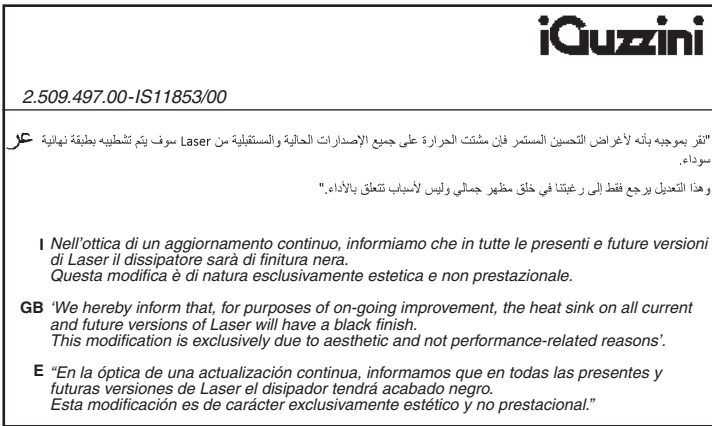 iGuzzini
2.509.497.00-IS11853/00
عر "نقر بموجبه بأنه لأغراض التحسين المستمر فإن مشتت الحرارة على جميع الإصدارات الحالية والمستقبلية من Laser سوف يتم تشطيبه بطبقة نهائية
سوداء.
وهذا التعديل يرجع فقط إلى رغبتنا في خلق مظهر جمالي وليس لأسباب تتعلق بالأداء."
I Nell'ottica di un aggiornamento continuo, informiamo che in tutte le presenti e future versioni
di Laser il dissipatore sarà di finitura nera.
Questa modifica è di natura esclusivamente estetica e non prestazionale.
GB 'We hereby inform that, for purposes of on-going improvement, the heat sink on all current
and future versions of Laser will have a black finish.
This modification is exclusively due to aesthetic and not performance-related reasons'.
E "En la óptica de una actualización continua, informamos que en todas las presentes y
futuras versiones de Laser el disipador tendrá acabado negro.
Esta modificación es de carácter exclusivamente estético y no prestacional."